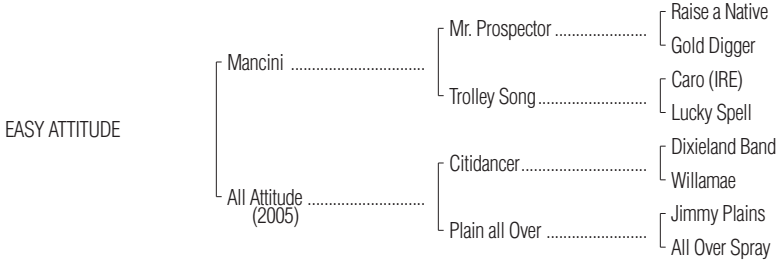 Raise a Native
Mr. Prospector ......................
Gold Digger
Mancini ................................
Caro (IRE)
Trolley Song..........................
Lucky Spell
EASY ATTITUDE
Dixieland Band
Citidancer..............................
Willamae
All Attitude ............................
(2005)
Jimmy Plains
Plain all Over ........................
All Over Spray